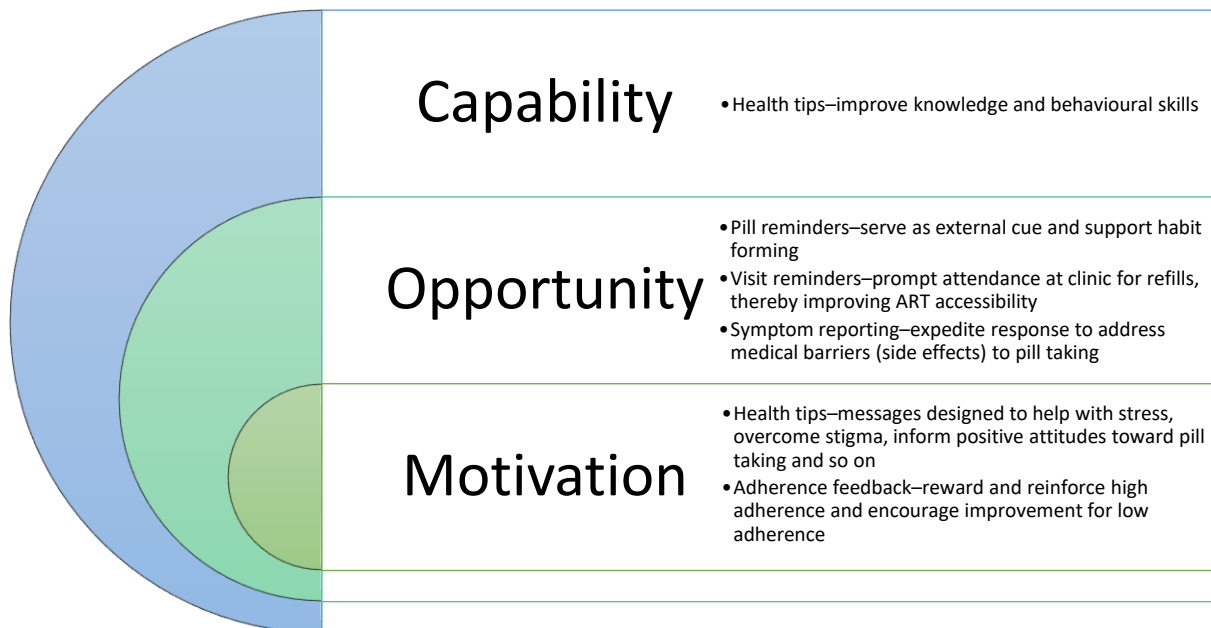 Capability
•Health tips–improve knowledge and behavioural skills
Opportunity
•Pill reminders–serve as external cue and support habit
forming
•Visit reminders–prompt attendance at clinic for refills,
thereby improving ART accessibility
•Symptom reporting–expedite response to address
medical barriers (side effects) to pill taking
Motivation
•Health tips–messages designed to help with stress,
overcome stigma, inform positive attitudes toward pill
taking and so on
•Adherence feedback–reward and reinforce high
adherence and encourage improvement for low
adherence